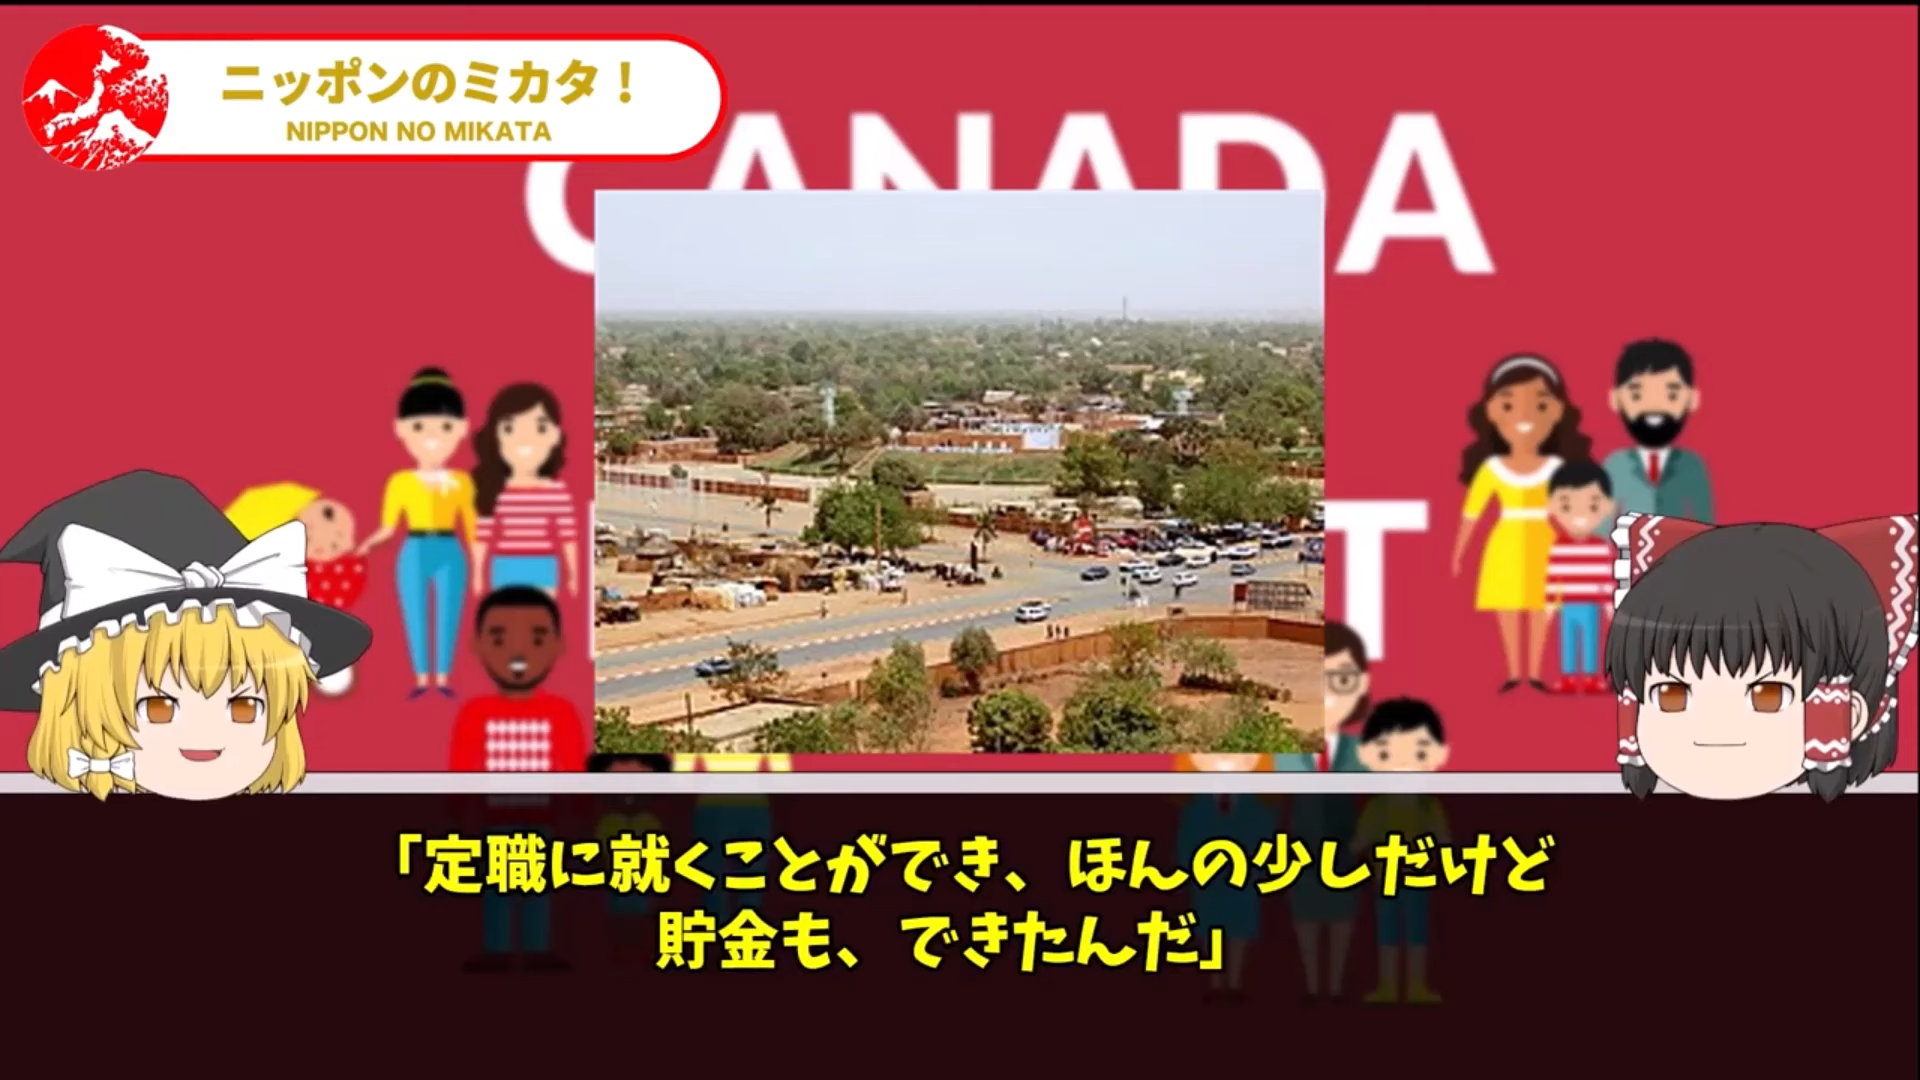 ニッポンのミカタ！
NIPPON NO MIKATA
CANADA
T
「定職に就くことができ、ほんの少しだけど
貯金も、できたんだ」